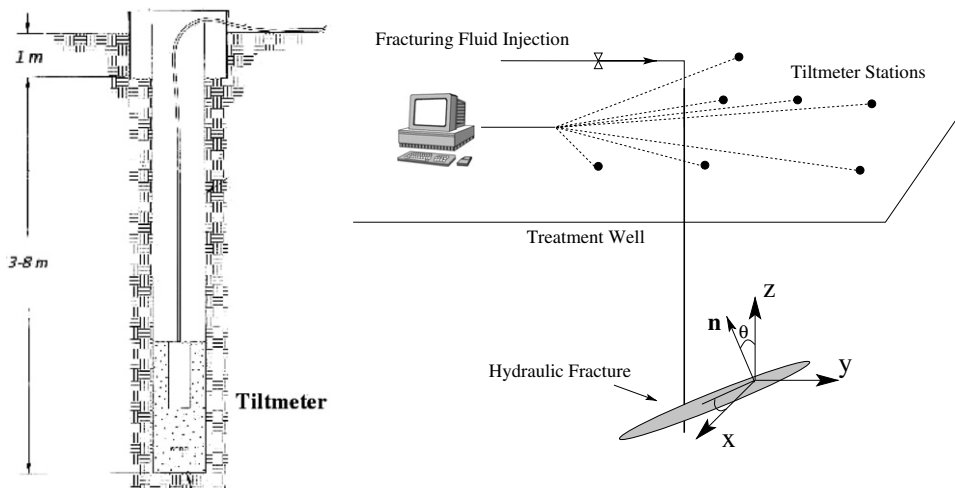 1 m
3-8 m
Tiltmeter
Fracturing Fluid Injection
Tiltmeter Stations
Treatment Well
Hydraulic Fracture
n
θ
z
y
x